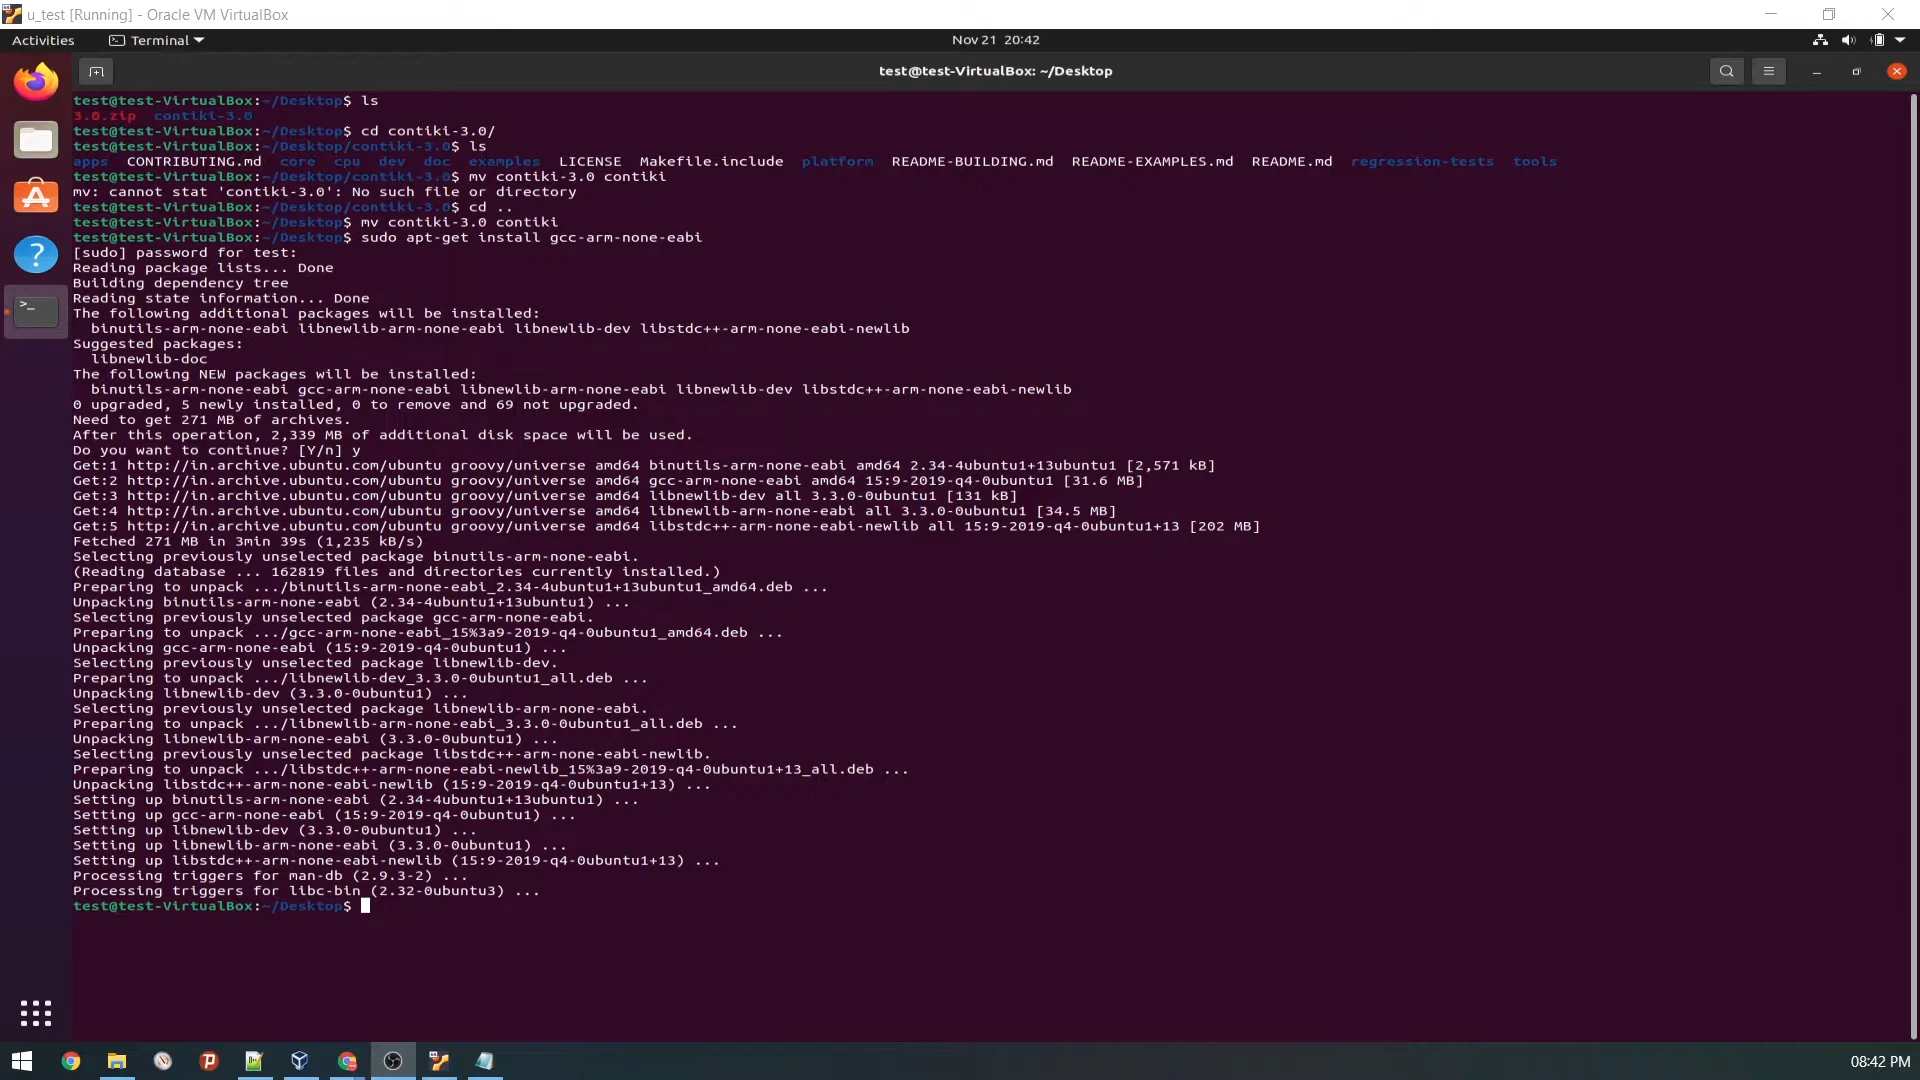 u_test [Running] - Oracle VM VirtualBox
Activities
Terminal
Nov 21 20:42
test@test-VirtualBox: ~/Desktop
test@test-VirtualBox:~/Desktop$ ls
3.0.zip contiki-3.0
test@test-VirtualBox:~/Desktop$ cd contiki-3.0/
test@test-VirtualBox:~/Desktop/contiki-3.0$ ls
apps CONTRIBUTING.md core cpu dev doc examples LICENSE Makefile.include platform README-BUILDING.md README-EXAMPLES.md README.md regression-tests tools
test@test-VirtualBox:~/Desktop/contiki-3.0$ mv contiki-3.0 contiki
mv: cannot stat 'contiki-3.0': No such file or directory
test@test-VirtualBox:~/Desktop/contiki-3.0$ cd ..
test@test-VirtualBox:~/Desktop$ mv contiki-3.0 contiki
test@test-VirtualBox:~/Desktop$ sudo apt-get install gcc-arm-none-eabi
[sudo] password for test:
Reading package lists... Done
Building dependency tree
Reading state information... Done
The following additional packages will be installed:
binutils-arm-none-eabi libnewlib-arm-none-eabi libnewlib-dev libstdc++-arm-none-eabi-newlib
Suggested packages:
libnewlib-doc
The following NEW packages will be installed:
binutils-arm-none-eabi gcc-arm-none-eabi libnewlib-arm-none-eabi libnewlib-dev libstdc++-arm-none-eabi-newlib
0 upgraded, 5 newly installed, 0 to remove and 69 not upgraded.
Need to get 271 MB of archives.
After this operation, 2,339 MB of additional disk space will be used.
Do you want to continue? [Y/n] y
Get:1 http://in.archive.ubuntu.com/ubuntu groovy/universe amd64 binutils-arm-none-eabi amd64 2.34-4ubuntu1+13ubuntu1 [2,571 kB]
Get:2 http://in.archive.ubuntu.com/ubuntu groovy/universe amd64 gcc-arm-none-eabi amd64 15:9-2019-q4-0ubuntu1 [31.6 MB]
Get:3 http://in.archive.ubuntu.com/ubuntu groovy/universe amd64 libnewlib-dev all 3.3.0-0ubuntu1 [131 kB]
Get:4 http://in.archive.ubuntu.com/ubuntu groovy/universe amd64 libnewlib-arm-none-eabi all 3.3.0-0ubuntu1 [34.5 MB]
Get:5 http://in.archive.ubuntu.com/ubuntu groovy/universe amd64 libstdc++-arm-none-eabi-newlib all 15:9-2019-q4-0ubuntu1+13 [202 MB]
Fetched 271 MB in 3min 39s (1,235 kB/s)
Selecting previously unselected package binutils-arm-none-eabi.
(Reading database ... 162819 files and directories currently installed.)
Preparing to unpack .../binutils-arm-none-eabi_2.34-4ubuntu1+13ubuntu1_amd64.deb ...
Unpacking binutils-arm-none-eabi (2.34-4ubuntu1+13ubuntu1) ...
Selecting previously unselected package gcc-arm-none-eabi.
Preparing to unpack .../gcc-arm-none-eabi_15%3a9-2019-q4-0ubuntu1_amd64.deb ...
Unpacking gcc-arm-none-eabi (15:9-2019-q4-0ubuntu1) ...
Selecting previously unselected package libnewlib-dev.
Preparing to unpack .../libnewlib-dev_3.3.0-0ubuntu1_all.deb ...
Unpacking libnewlib-dev (3.3.0-0ubuntu1) ...
Selecting previously unselected package libnewlib-arm-none-eabi.
Preparing to unpack .../libnewlib-arm-none-eabi_3.3.0-0ubuntu1_all.deb ...
Unpacking libnewlib-arm-none-eabi (3.3.0-0ubuntu1) ...
Selecting previously unselected package libstdc++-arm-none-eabi-newlib.
Preparing to unpack .../libstdc++-arm-none-eabi-newlib_15%3a9-2019-q4-0ubuntu1+13_all.deb ...
Unpacking libstdc++-arm-none-eabi-newlib (15:9-2019-q4-0ubuntu1+13) ...
Setting up binutils-arm-none-eabi (2.34-4ubuntu1+13ubuntu1) ...
Setting up gcc-arm-none-eabi (15:9-2019-q4-0ubuntu1) ...
Setting up libnewlib-dev (3.3.0-0ubuntu1) ...
Setting up libnewlib-arm-none-eabi (3.3.0-0ubuntu1) ...
Setting up libstdc++-arm-none-eabi-newlib (15:9-2019-q4-0ubuntu1+13) ...
Processing triggers for man-db (2.9.3-2) ...
Processing triggers for libc-bin (2.32-0ubuntu3) ...
test@test-VirtualBox:~/Desktop$
08:42 PM